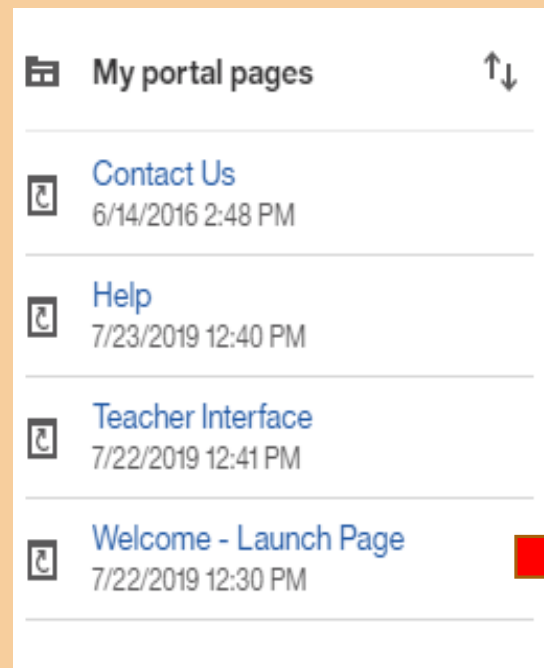 My portal pages
Contact Us
6/14/2016 2:48 PM
Help
7/23/2019 12:40 PM
Teacher Interface
7/22/2019 12:41 PM
Welcome - Launch Page
7/22/2019 12:30 PM